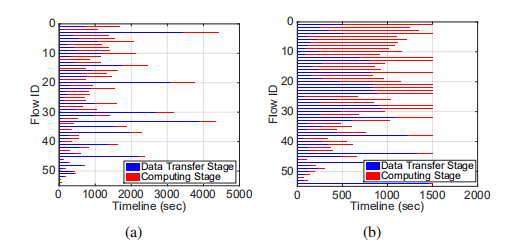 0
10
20
30
40
50
Flow ID
Data Transfer Stage
Computing Stage
0 1000 2000 3000 4000 5000
Timeline (sec)
(a)
0
10
20
30
40
50
Flow ID
Data Transfer Stage
Computing Stage
0 500 1000 1500 2000
Timeline (sec)
(b)